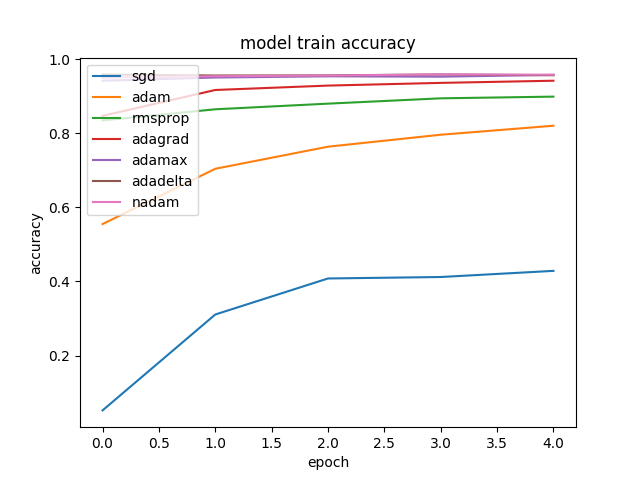 model train accuracy
1.0
0.8
0.6
0.4
0.2
accuracy
sgd
adam
rmsprop
adagrad
adamax
adadelta
nadam
0.0 0.5 1.0 1.5 2.0 2.5 3.0 3.5 4.0
epoch